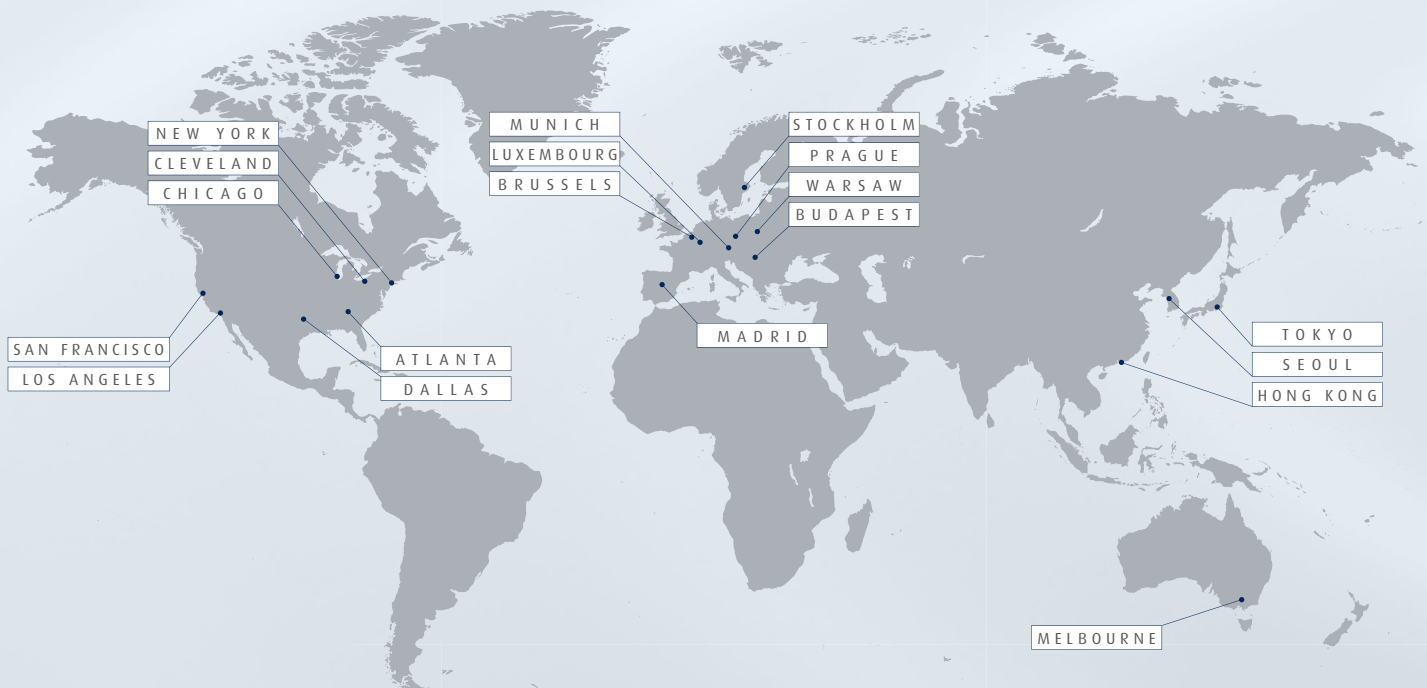 NEW YORK
CLEVELAND
CHICAGO
MUNICH
LUXEMBOURG
BRUSSELS
STOCKHOLM
PRAGUE
WARSAW
BUDAPEST
SAN FRANCISCO
LOS ANGELES
ATLANTA
DALLAS
MADRID
TOKYO
SEOUL
HONG KONG
MELBOURNE